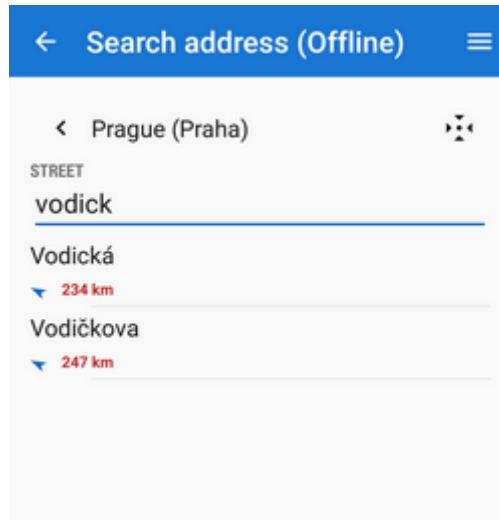 Search address (Offline)
Prague (Praha)
STREET
vodick
Vodická
234 km
Vodičkova
247 km